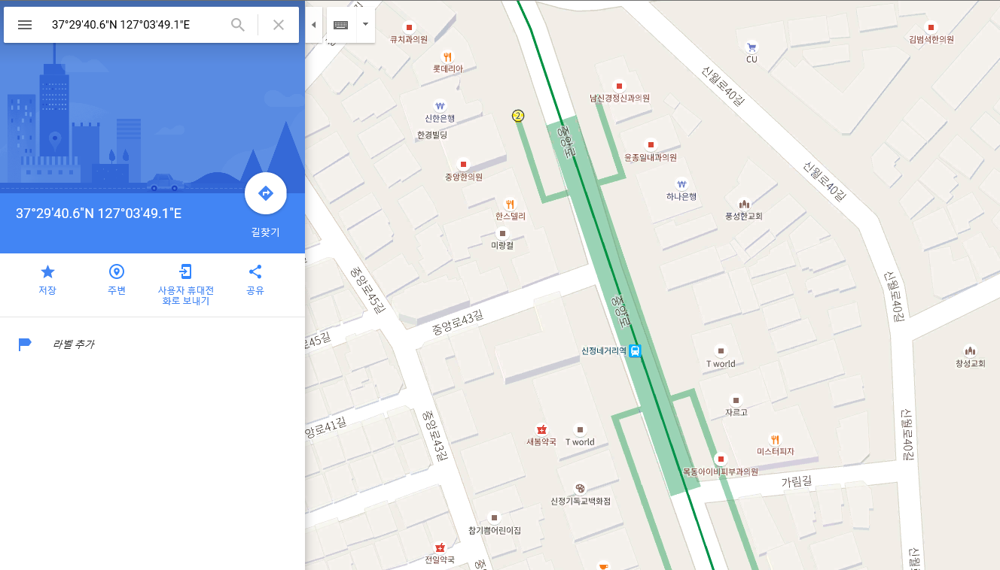 37°29'40.6"N 127°03'49.1"E
37°29'40.6"N 127°03'49.1"E
길찾기
저장
주변
사용자 휴대전
화로 보내기
공유
라벨 추가
큐치과의원
롯데리아
신한은행
한경빌딩
중앙한의원
한스델리
미랑컬
2
중앙로
남신경정신과의원
윤종일내과의원
하나은행
풍성한교회
CU
김범석한의원
신월로40길
신월로40길
신월로40길
신월로40길
신월
중앙로45길
중앙로43길
45길
앙로41길
중앙로43길
중
중앙로
신정네거리역
T world
자르고
미스터피자
목동아이비피부과의원
가림길
창성교회
새봄약국
T world
신정기독교백화점
참기쁨어린이집
전일약국